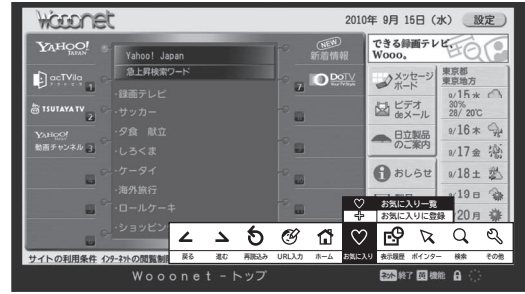 Wooonet
2010年 9月 15日（水） 設定
YAHOO! JAPAN
Yahoo! Japan
急上昇検索ワード
NEW
新着情報
できる録画テレビ、
Wooo。
acTVila
1
7
DoTV
メッセージ
ボード
東京都
東京地方
9/15 水
30%
28/ 20℃
TSUTAYA TV
2
・録画テレビ
・サッカー
ビデオ
deメール
9/16 木
YAHOO!
動画チャンネル
3
・夕食 献立
・しろくま
日立製品
のご案内
9/17 金
・ケータイ
おしらせ
9/18 土
・海外旅行
9/19 日
・ロールケーキ
お気に入り一覧
お気に入りに登録
20 月
・ショッピン
戻る 進む 再読込み URL入力 ホーム お気に入り 表示履歴 ポインター 検索 その他
サイトの利用条件 インターネットの閲覧制限
Wooonet－トップ
ネット 終了 英 機能